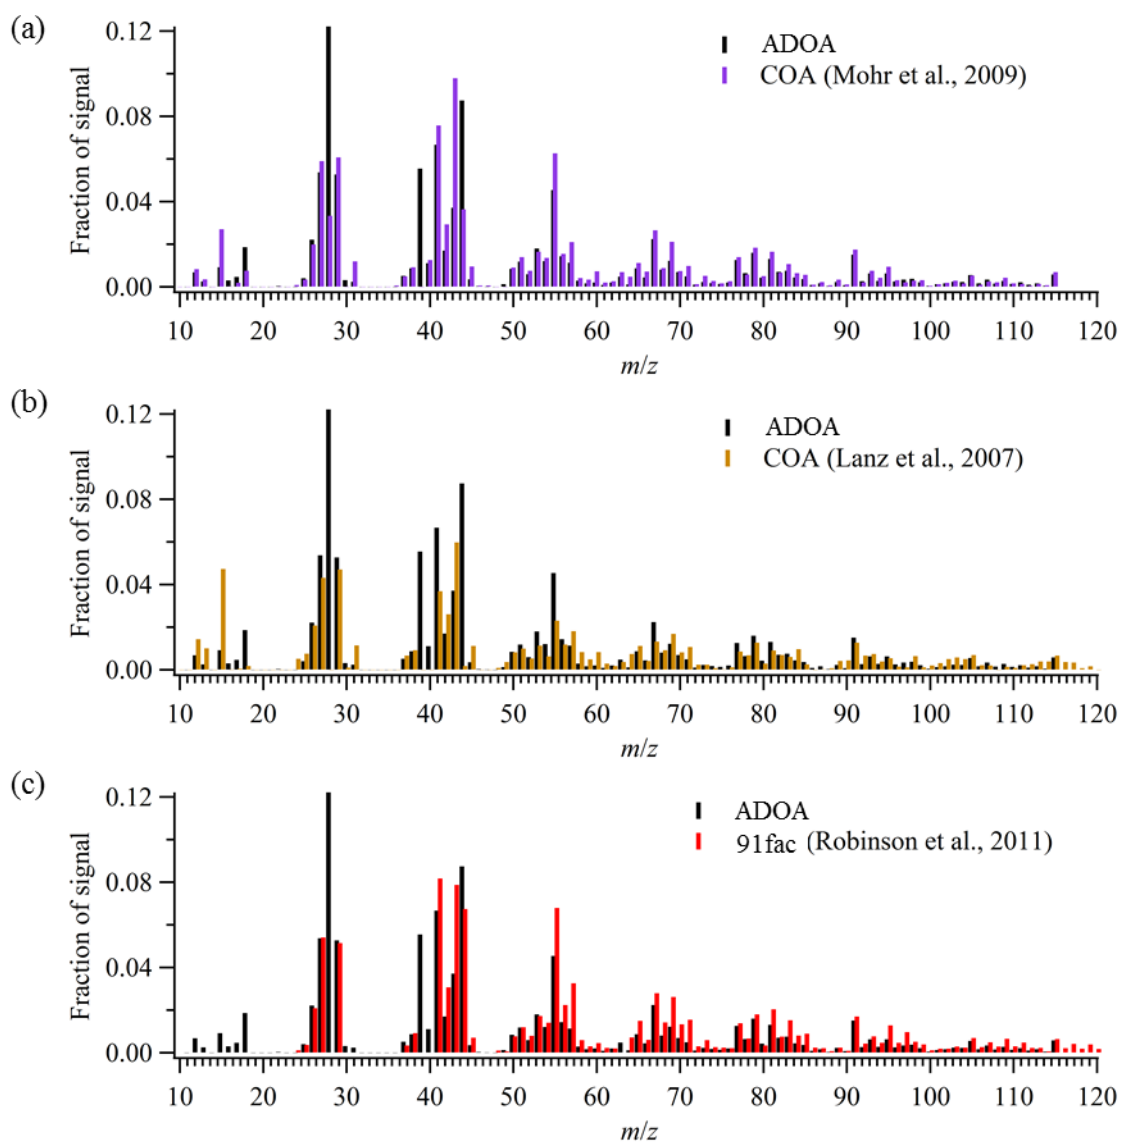 (a)
ADOA
COA (Mohr et al., 2009)
Fraction of signal
0.12
0.08
0.04
0.00
10 20 30 40 50 60 70 80 90 100 110 120
m/z
(b)
ADOA
COA (Lanz et al., 2007)
Fraction of signal
0.12
0.08
0.04
0.00
10 20 30 40 50 60 70 80 90 100 110 120
m/z
(c)
ADOA
91fac (Robinson et al., 2011)
Fraction of signal
0.12
0.08
0.04
0.00
10 20 30 40 50 60 70 80 90 100 110 120
m/z